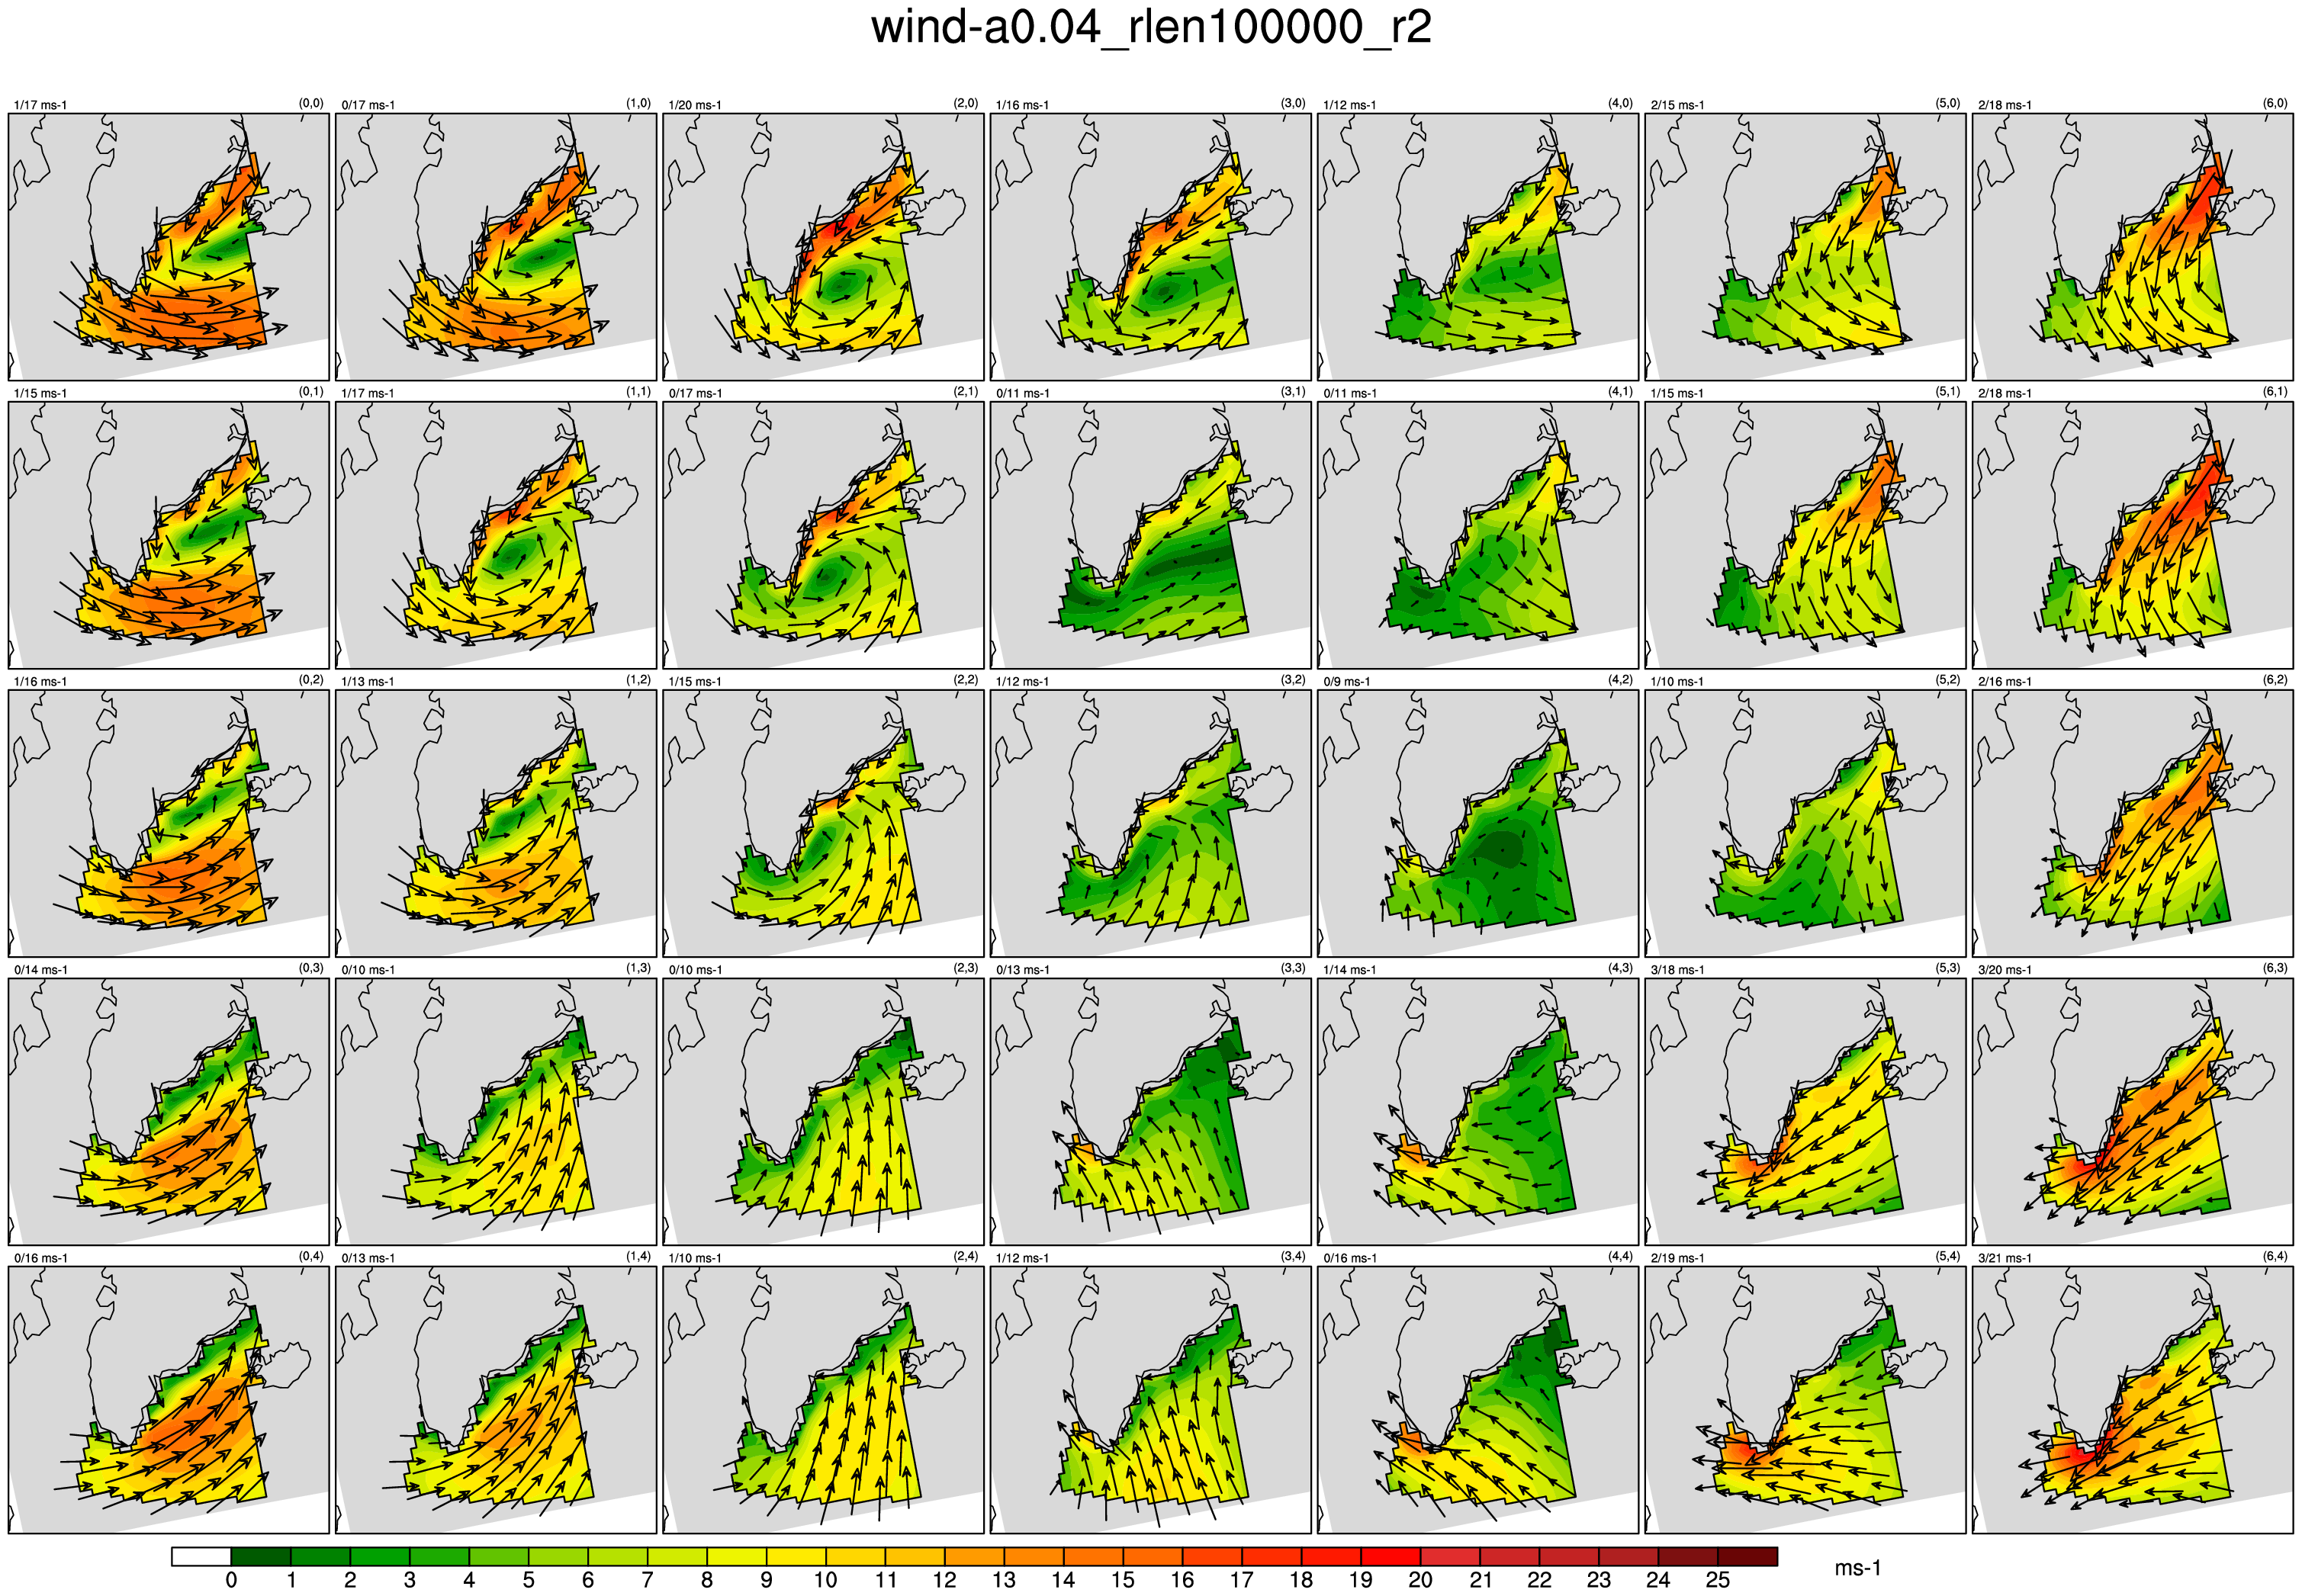 wind-a0.04_rlen100000_r2
1/17 ms-1 (0,0) 0/17 ms-1 (1,0) 1/20 ms-1 (2,0) 1/16 ms-1 (3,0) 1/12 ms-1 (4,0) 2/15 ms-1 (5,0) 2/18 ms-1 (6,0)
1/15 ms-1 (0,1) 1/17 ms-1 (1,1) 0/17 ms-1 (2,1) 0/11 ms-1 (3,1) 0/11 ms-1 (4,1) 1/15 ms-1 (5,1) 2/18 ms-1 (6,1)
1/16 ms-1 (0,2) 1/13 ms-1 (1,2) 1/15 ms-1 (2,2) 1/12 ms-1 (3,2) 0/9 ms-1 (4,2) 1/10 ms-1 (5,2) 2/16 ms-1 (6,2)
0/14 ms-1 (0,3) 0/10 ms-1 (1,3) 0/10 ms-1 (2,3) 0/13 ms-1 (3,3) 1/14 ms-1 (4,3) 3/18 ms-1 (5,3) 3/20 ms-1 (6,3)
0/16 ms-1 (0,4) 0/13 ms-1 (1,4) 1/10 ms-1 (2,4) 1/12 ms-1 (3,4) 0/16 ms-1 (4,4) 2/19 ms-1 (5,4) 3/21 ms-1 (6,4)
0 1 2 3 4 5 6 7 8 9 10 11 12 13 14 15 16 17 18 19 20 21 22 23 24 25 ms-1